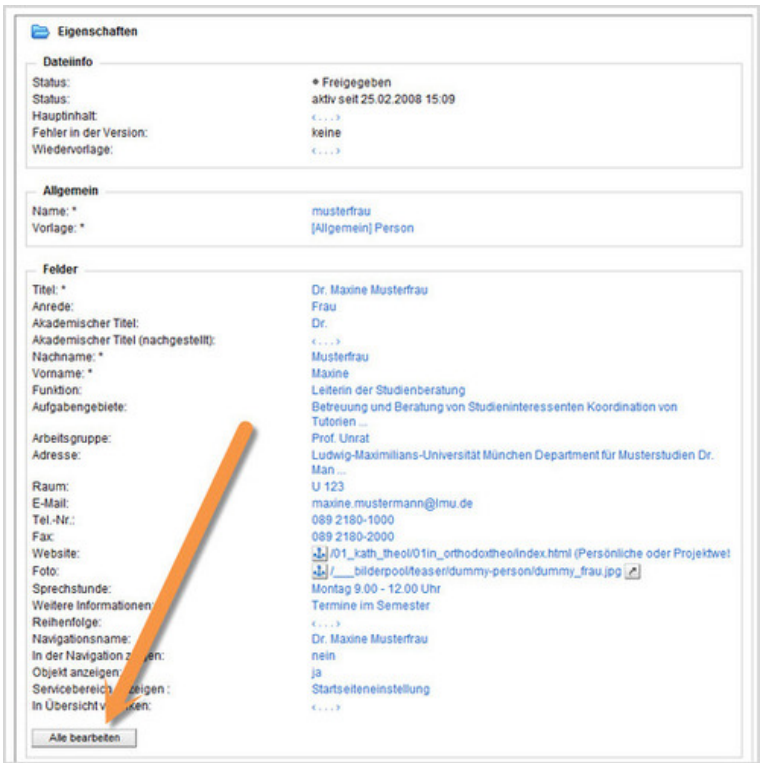 Eigenschaften
Dateiinfo
Status: ⚬ Freigegeben
Status: aktiv seit 25.02.2008 15:09
Hauptinhalt: <...>
Fehler in der Version: keine
Wiedervorlage: <...>
Allgemein
Name: * musterfrau
Vorlage: * [Allgemein] Person
Felder
Titel: * Dr. Maxine Musterfrau
Anrede: Frau
Akademischer Titel: Dr.
Akademischer Titel (nachgestellt): <...>
Nachname: * Musterfrau
Vorname: * Maxine
Funktion: Leiterin der Studienberatung
Aufgabengebiete: Betreuung und Beratung von Studieninteressenten Koordination von
Tutorien ...
Arbeitsgruppe: Prof. Unrat
Adresse: Ludwig-Maximilians-Universität München Department für Musterstudien Dr.
Man ...
Raum: U 123
E-Mail: maxine.mustermann@lmu.de
Tel.-Nr.: 089 2180-1000
Fax: 089 2180-2000
Website: /01_kath_theol/01in_orthodoxtheo/index.html (Persönliche oder Projektwel
Foto: /___bilderpool/teaser/dummy-person/dummy_frau.jpg
Sprechstunde: Montag 9.00 - 12.00 Uhr
Weitere Informationen: Termine im Semester
Reihenfolge: <...>
Navigationsname: Dr. Maxine Musterfrau
In der Navigation zeigen: nein
Objekt anzeigen: ja
Servicebereich zeigen : Startseiteneinstellung
In Übersicht <...>
Alle bearbeiten